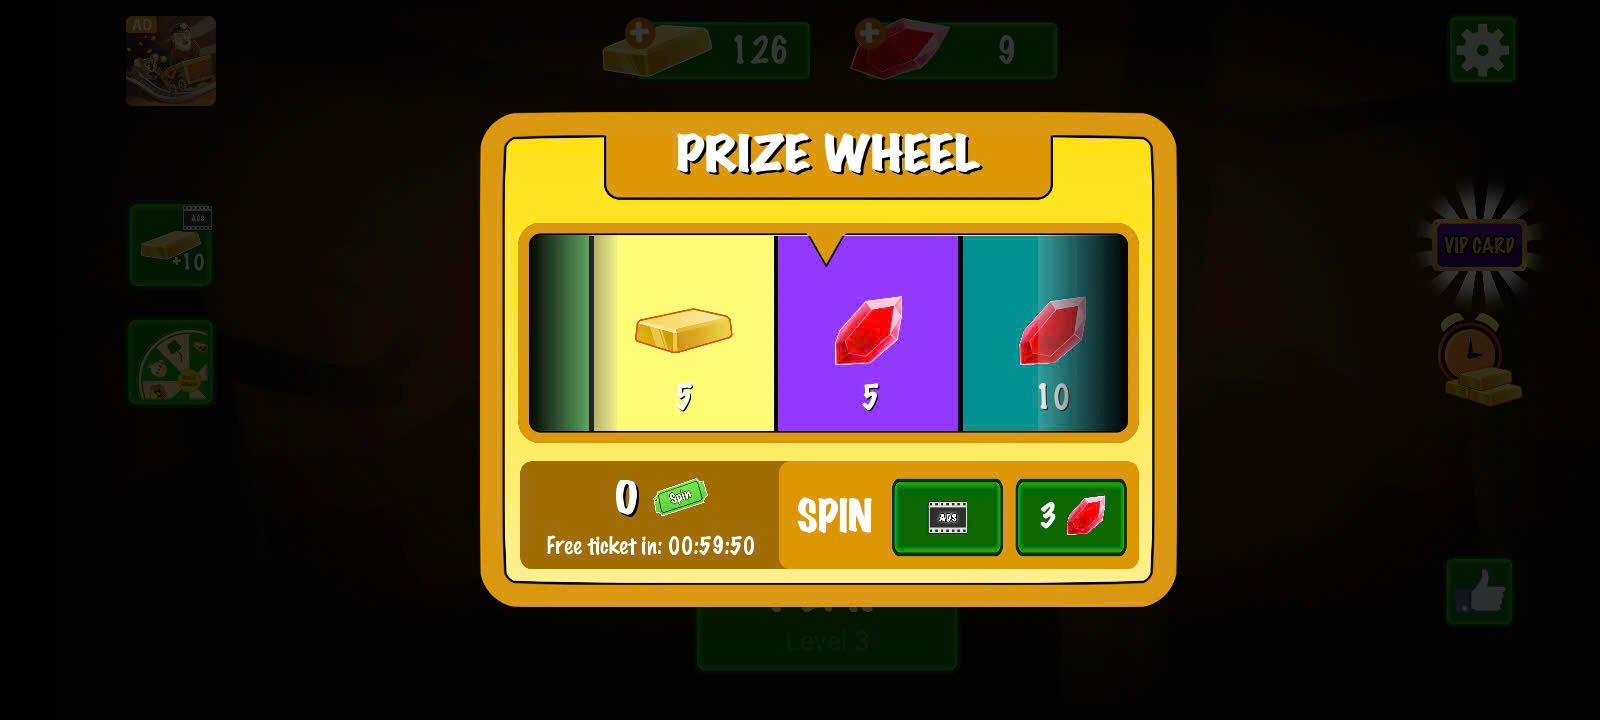 AD
126
9
PRIZE WHEEL
ADS
+10
VIP CARD
5
5
10
0 Spin
SPIN
ADS
3
Free ticket in: 00:59:50
Level 3